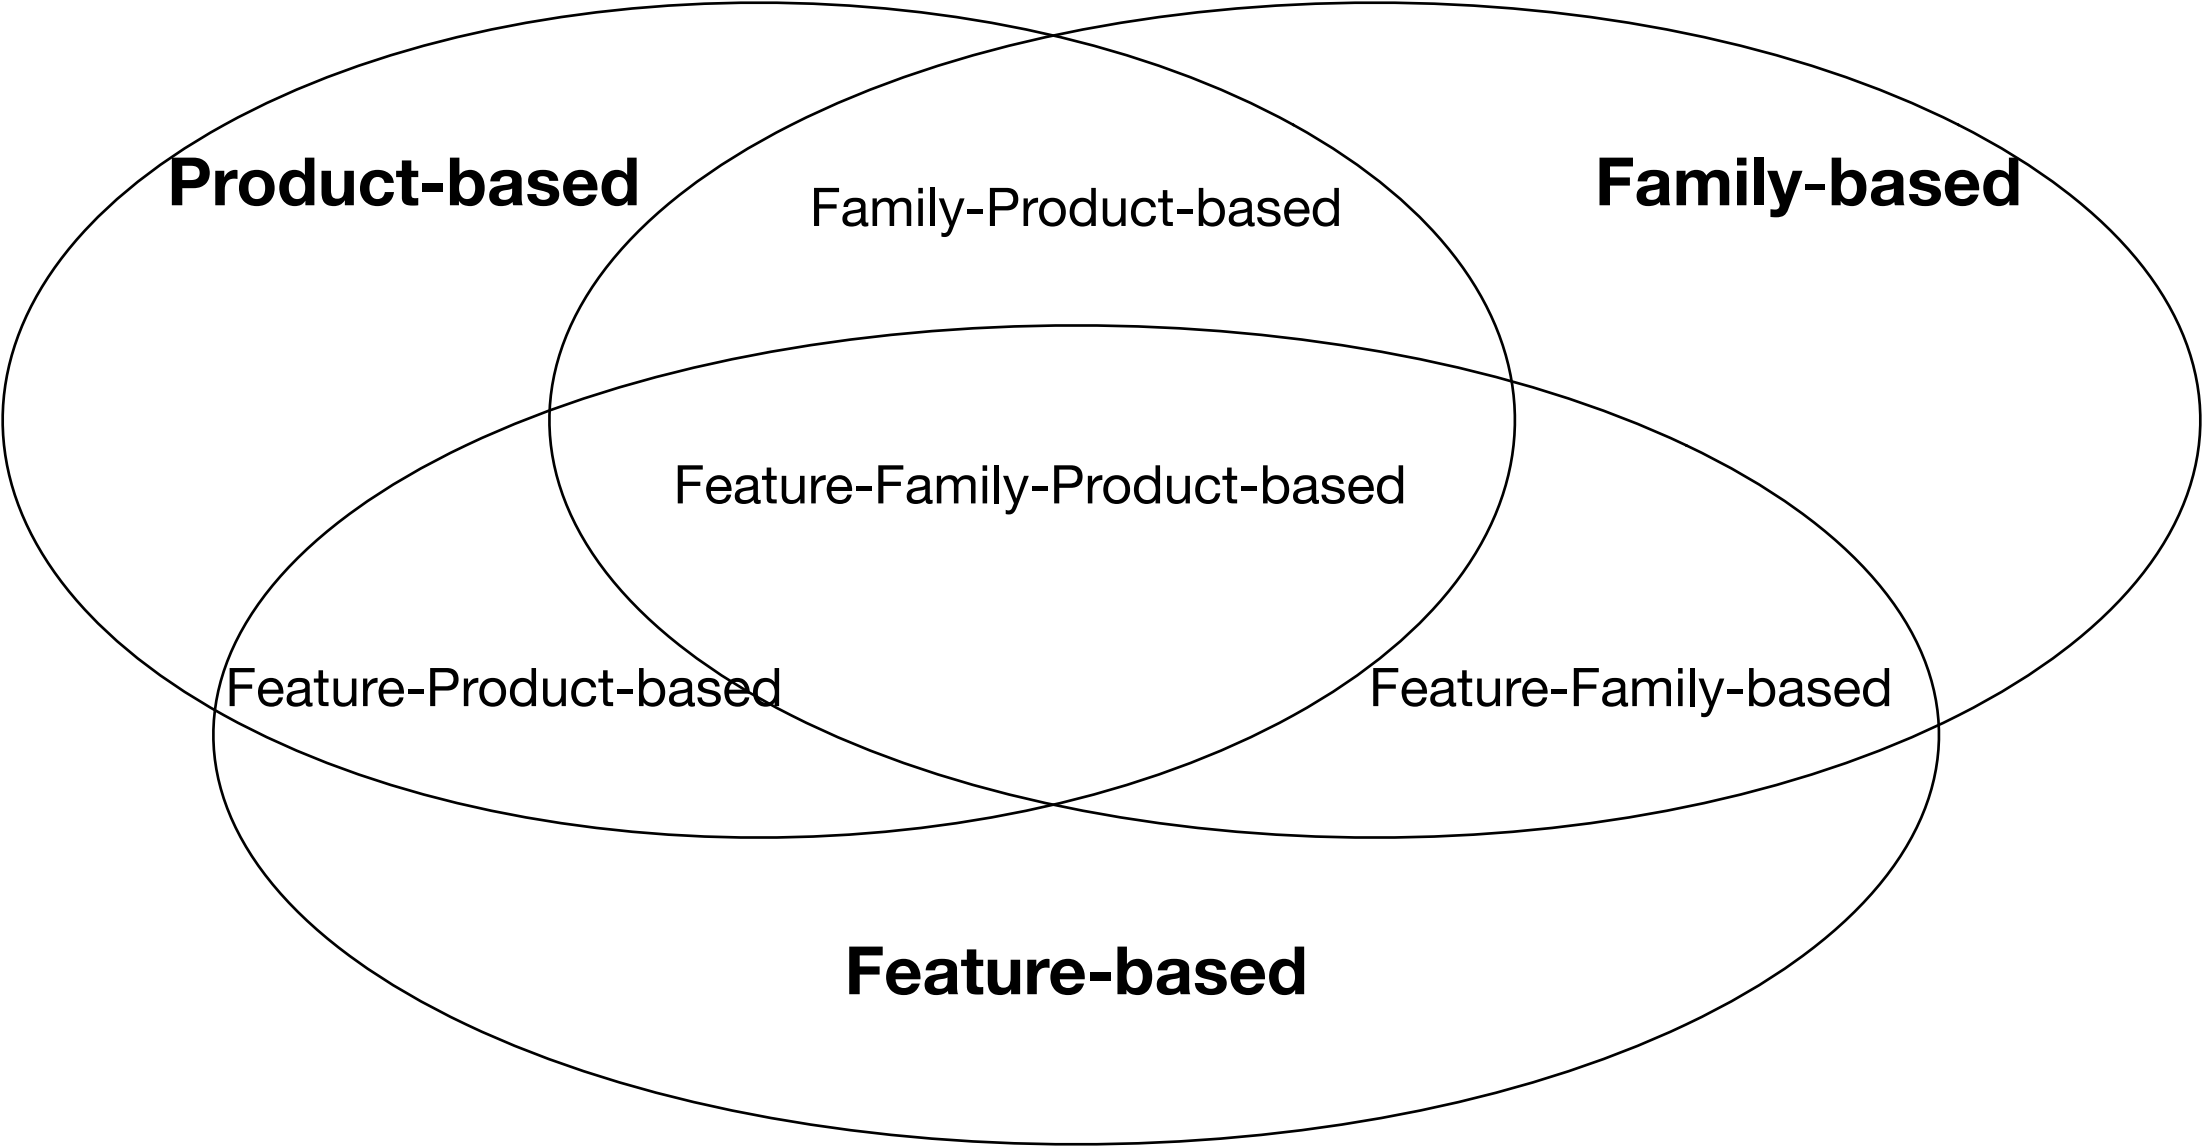 Product-based
Family-based
Family-Product-based
Feature-Family-Product-based
Feature-Product-based
Feature-Family-based
Feature-based